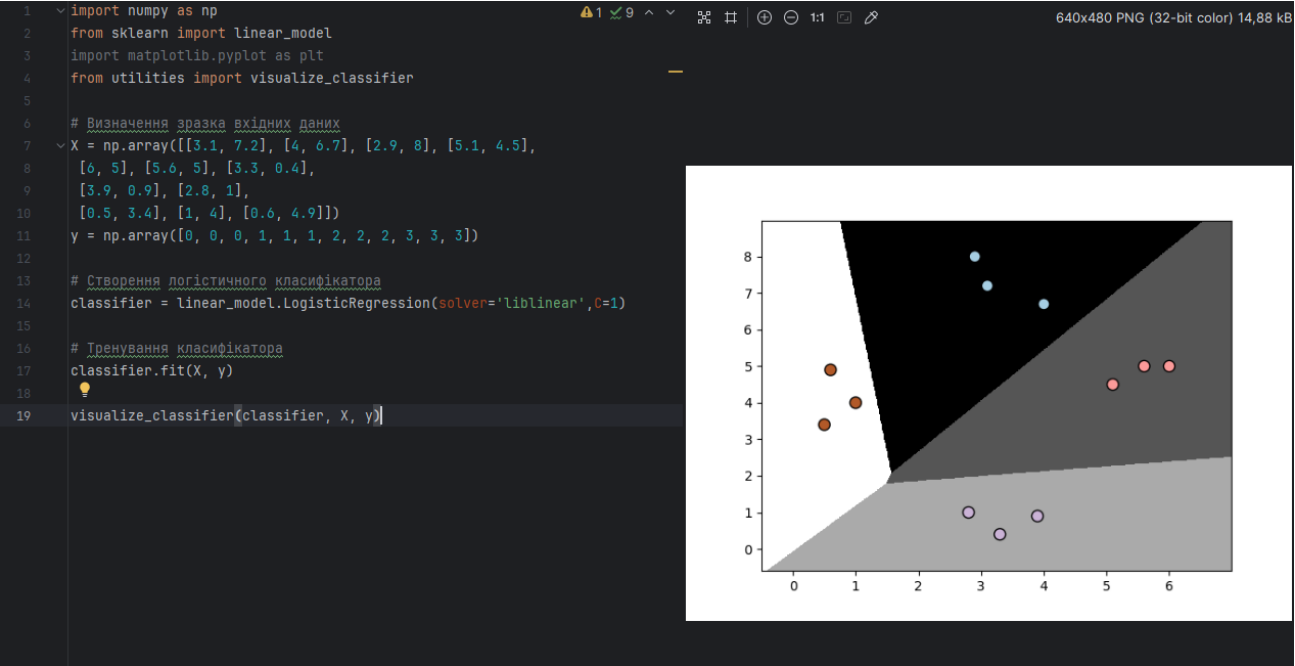 1 import numpy as np
2 from sklearn import linear_model
3 import matplotlib.pyplot as plt
4 from utilities import visualize_classifier
5
6 # Визначення зразка вхідних даних
7 X = np.array([[3.1, 7.2], [4, 6.7], [2.9, 8], [5.1, 4.5],
8 [6, 5], [5.6, 5], [3.3, 0.4],
9 [3.9, 0.9], [2.8, 1],
10 [0.5, 3.4], [1, 4], [0.6, 4.9]])
11 y = np.array([0, 0, 0, 1, 1, 1, 2, 2, 2, 3, 3, 3])
12
13 # Створення логістичного класифікатора
14 classifier = linear_model.LogisticRegression(solver='liblinear',C=1)
15
16 # Тренування класифікатора
17 classifier.fit(X, y)
18
19 visualize_classifier(classifier, X, y)
1 9
1:1
640x480 PNG (32-bit color) 14,88 kB
8
7
6
5
4
3
2
1
0
0 1 2 3 4 5 6